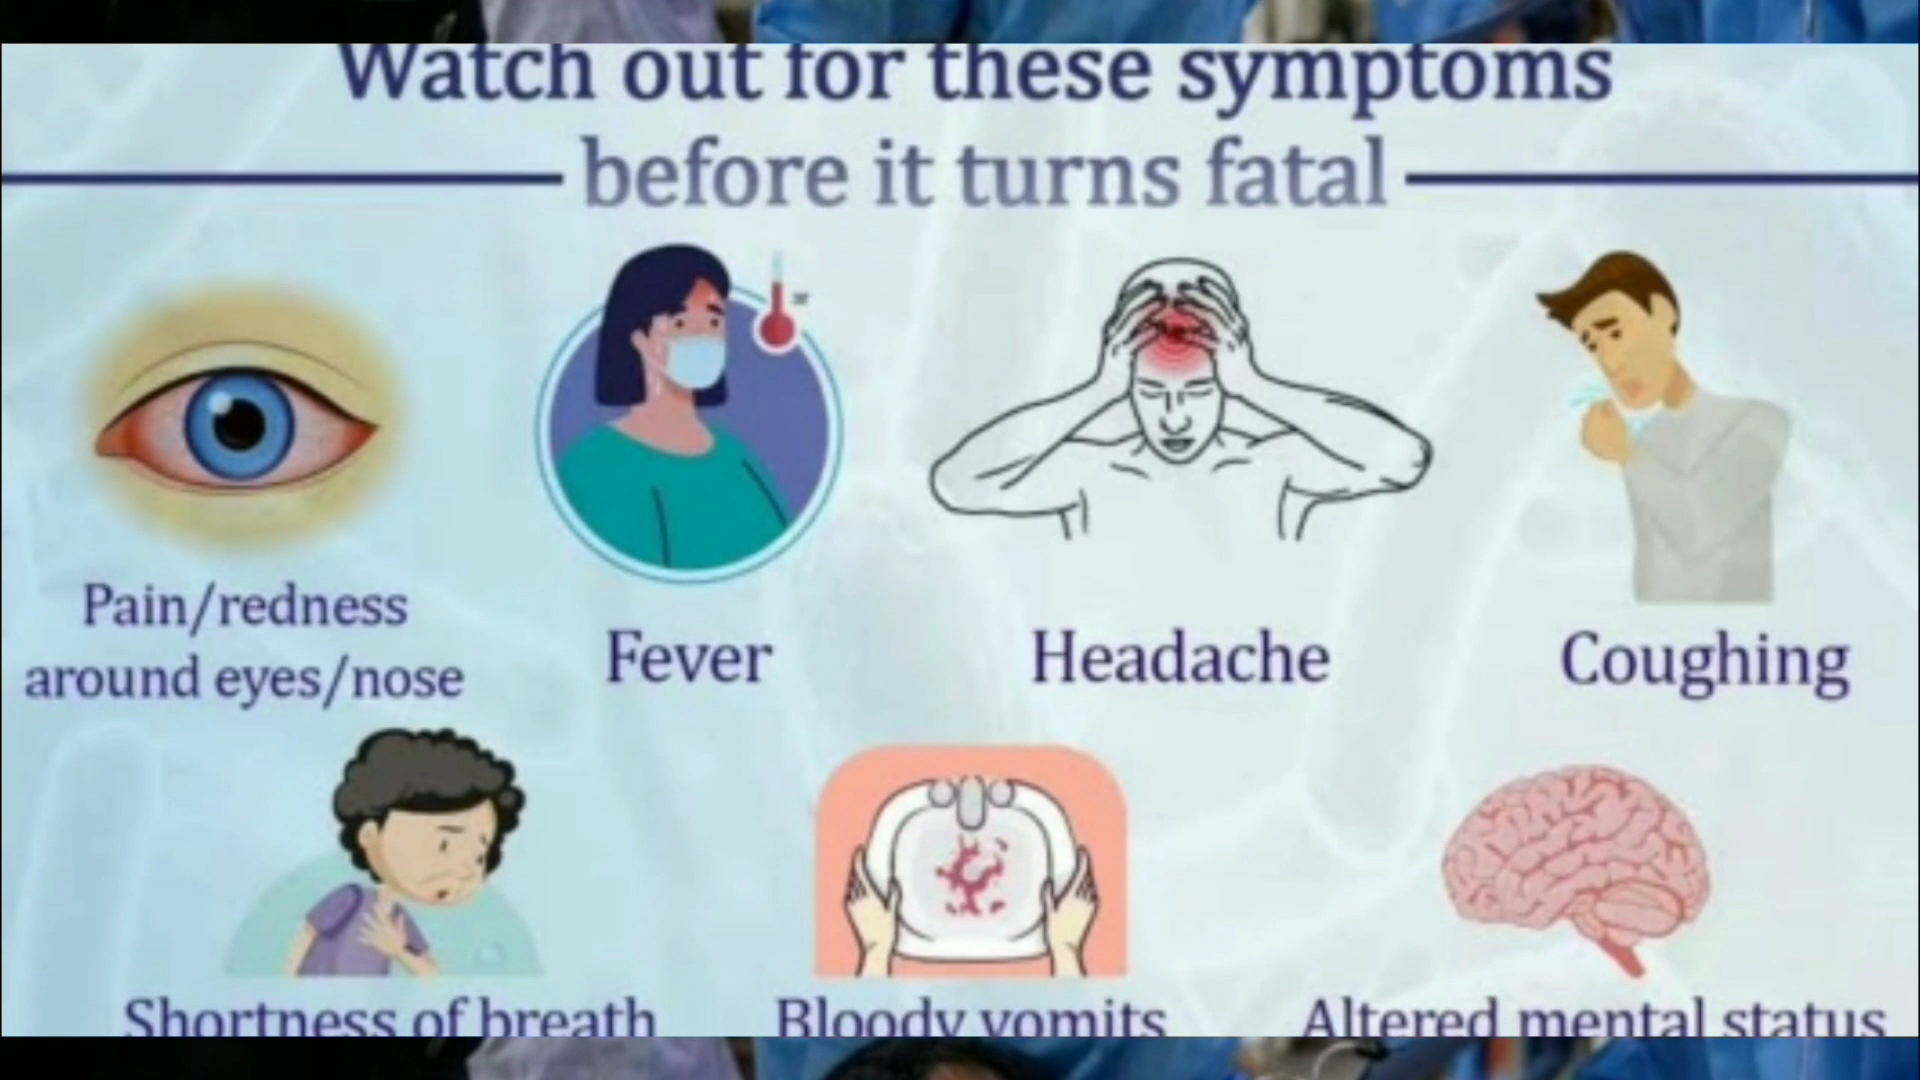 Watch out for these symptoms
before it turns fatal
Pain/redness
around eyes/nose
Fever
Headache
Coughing
Shortness of breath
Bloody vomits
Altered mental status